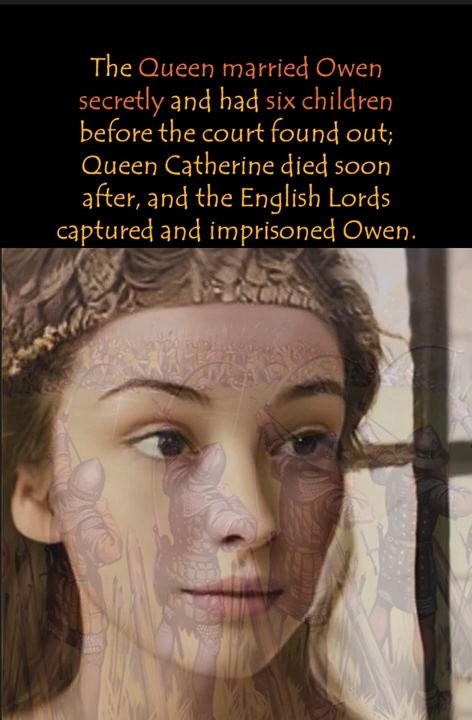 The Queen married Owen
secretly and had six children
before the court found out;
Queen Catherine died soon
after, and the English Lords
captured and imprisoned Owen.